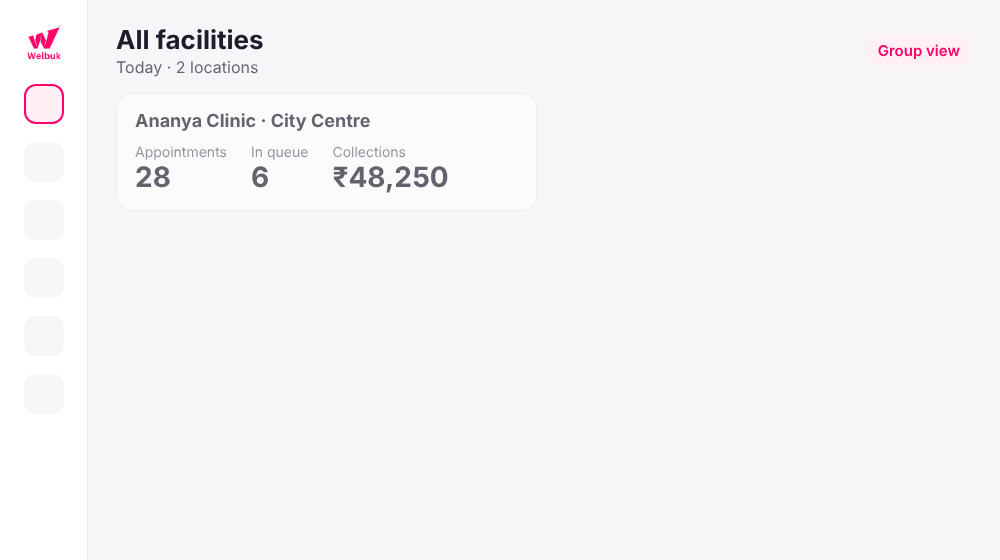 Welbuk
All facilities
Today · 2 locations
Group view
Ananya Clinic · City Centre
Appointments In queue Collections
28 6 ₹48,250